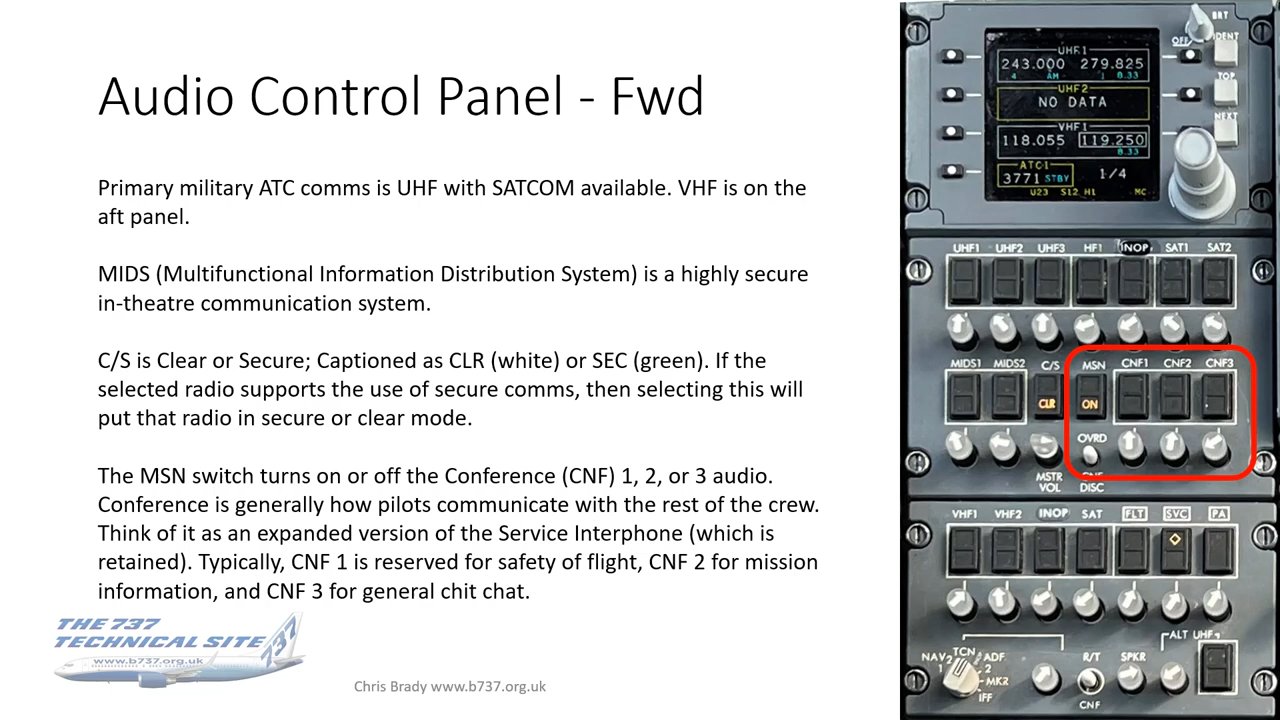 Audio Control Panel - Fwd
Primary military ATC comms is UHF with SATCOM available. VHF is on the
aft panel.
MIDS (Multifunctional Information Distribution System) is a highly secure
in-theatre communication system.
C/S is Clear or Secure; Captioned as CLR (white) or SEC (green). If the
selected radio supports the use of secure comms, then selecting this will
put that radio in secure or clear mode.
The MSN switch turns on or off the Conference (CNF) 1, 2, or 3 audio.
Conference is generally how pilots communicate with the rest of the crew.
Think of it as an expanded version of the Service Interphone (which is
retained). Typically, CNF 1 is reserved for safety of flight, CNF 2 for mission
information, and CNF 3 for general chit chat.
THE 737
TECHNICAL SITE
737
www.b737.org.uk
Chris Brady www.b737.org.uk
BRT
OFF IDENT
UHF1
243.000 279.825
AM 8.33
TOP
UHF2
NO DATA
NEXT
VHF1
118.055 119.250
8.33
ATC1
3771 STBY 1/4
U23 S12 H1 MC
UHF1 UHF2 UHF3 HF1 INOP SAT1 SAT2
MIDS1 MIDS2 C/S MSN CNF1 CNF2 CNF3
CLR ON
OVRD
MSTR
VOL
DISC
VHF1 VHF2 INOP SAT FLT SVC PA
ALT UHF
NAV TCN ADF R/T SPKR
2
MKR
IFF
CNF